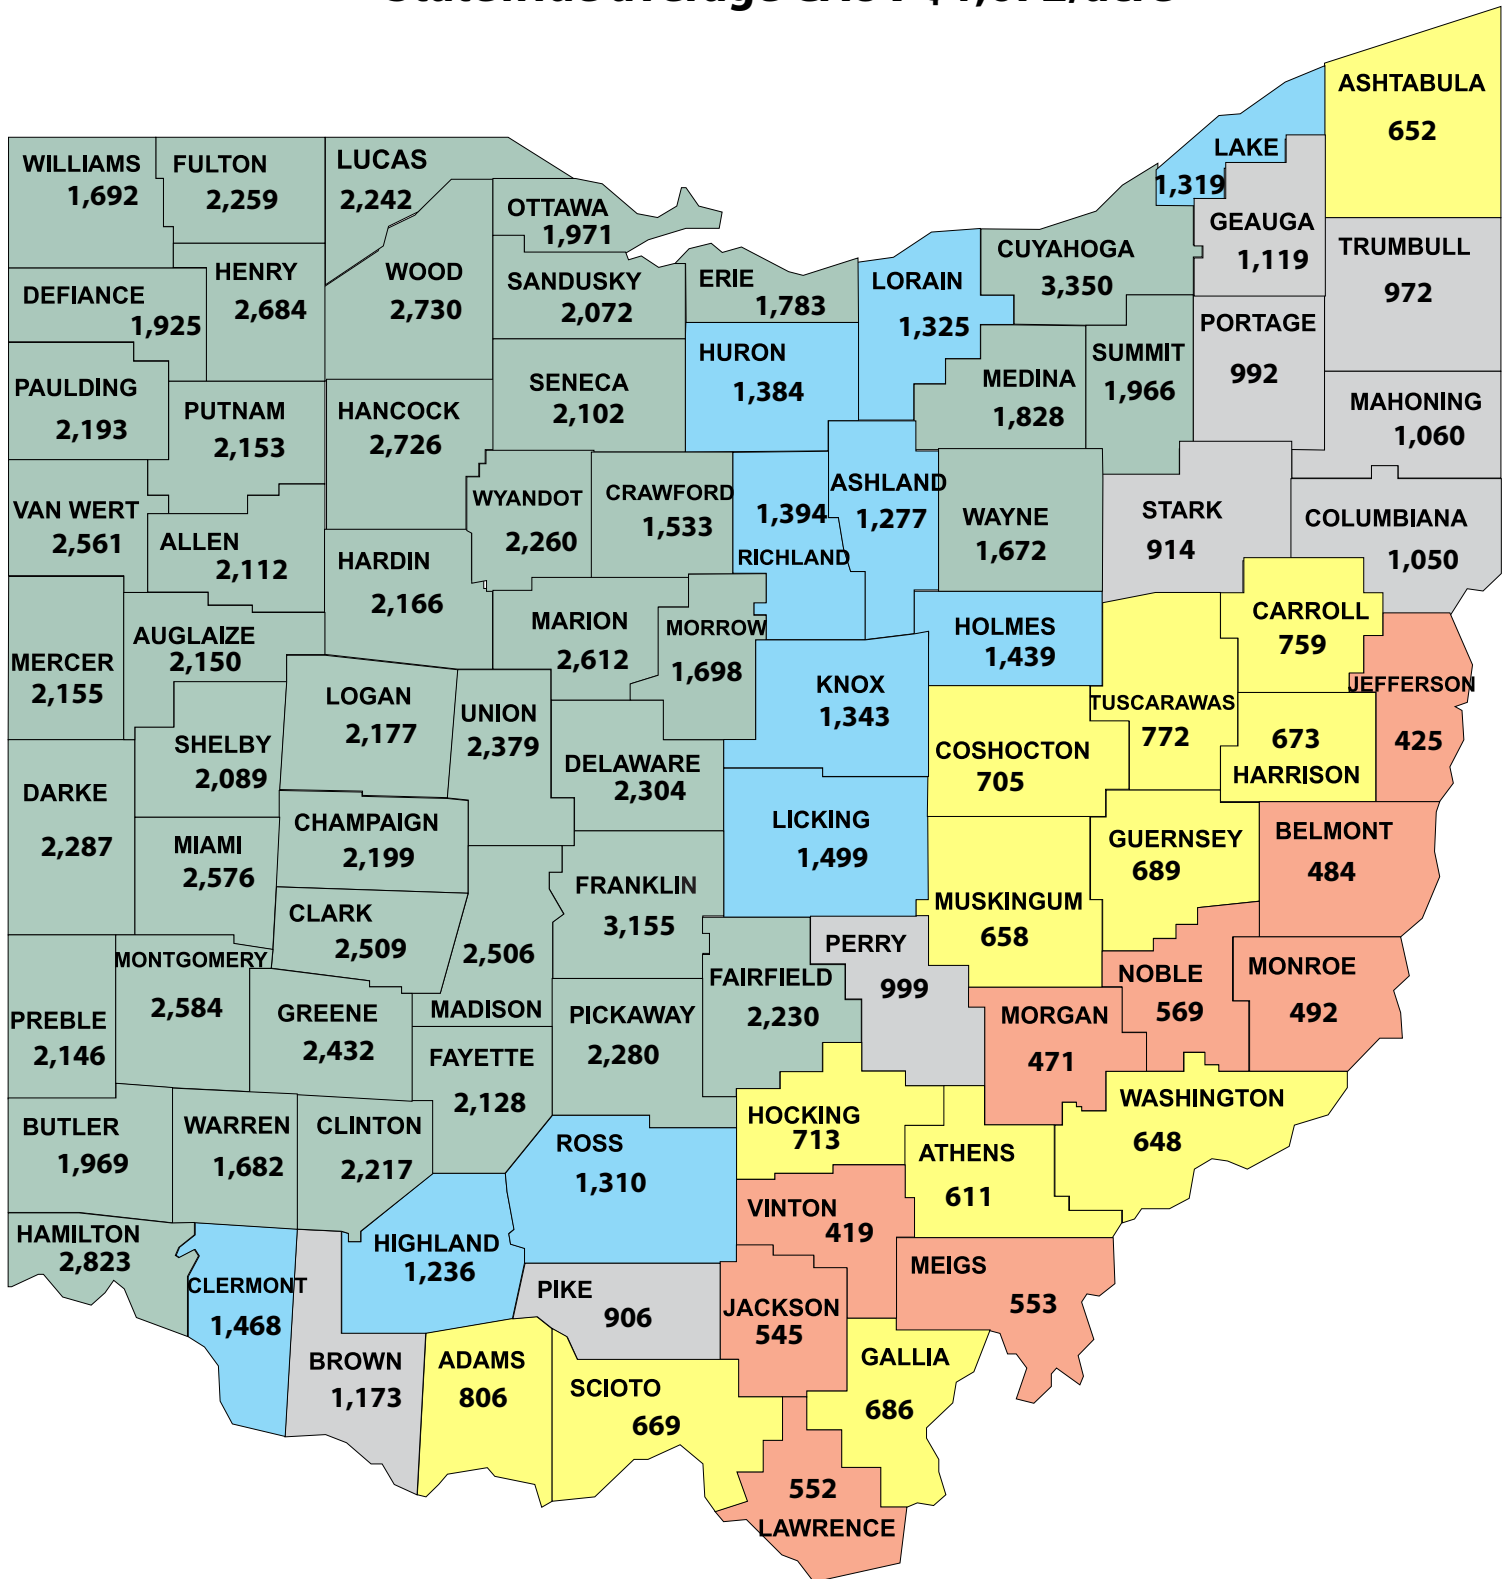 ASHTABULA
652
LAKE
1,319
GEAUGA
1,119
TRUMBULL
972
WILLIAMS
1,692
FULTON
2,259
LUCAS
2,242
OTTAWA
1,971
CUYAHOGA
3,350
DEFIANCE
1,925
HENRY
2,684
WOOD
2,730
SANDUSKY
2,072
ERIE
1,783
LORAIN
1,325
PORTAGE
992
HURON
1,384
MEDINA
1,828
SUMMIT
1,966
MAHONING
1,060
PAULDING
2,193
PUTNAM
2,153
HANCOCK
2,726
SENECA
2,102
VAN WERT
2,561
ALLEN
2,112
WYANDOT
2,260
CRAWFORD
1,533
1,394
RICHLAND
ASHLAND
1,277
WAYNE
1,672
STARK
914
COLUMBIANA
1,050
HARDIN
2,166
MERCER
2,155
AUGLAIZE
2,150
MARION
2,612
MORROW
1,698
HOLMES
1,439
CARROLL
759
JEFFERSON
425
LOGAN
2,177
UNION
2,379
KNOX
1,343
TUSCARAWAS
772
COSHOCTON
705
673
HARRISON
SHELBY
2,089
DARKE
2,287
DELAWARE
2,304
CHAMPAIGN
2,199
MIAMI
2,576
LICKING
1,499
GUERNSEY
689
BELMONT
484
FRANKLIN
3,155
MUSKINGUM
658
CLARK
2,509
2,506
MADISON
PERRY
999
MONTGOMERY
2,584
FAIRFIELD
2,230
NOBLE
569
MONROE
492
PREBLE
2,146
GREENE
2,432
PICKAWAY
2,280
MORGAN
471
FAYETTE
2,128
WASHINGTON
648
HOCKING
713
BUTLER
1,969
WARREN
1,682
CLINTON
2,217
ROSS
1,310
ATHENS
611
VINTON
419
HAMILTON
2,823
HIGHLAND
1,236
MEIGS
553
CLERMONT
1,468
PIKE
906
JACKSON
545
BROWN
1,173
ADAMS
806
SCIOTO
669
GALLIA
686
552
LAWRENCE